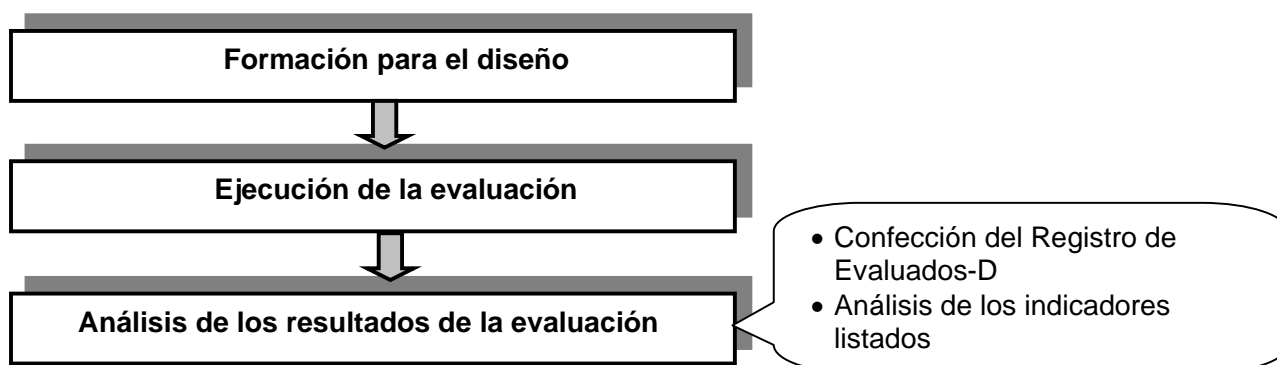 Formación para el diseño
Ejecución de la evaluación
Análisis de los resultados de la evaluación
• Confección del Registro de
Evaluados-D
• Análisis de los indicadores
listados